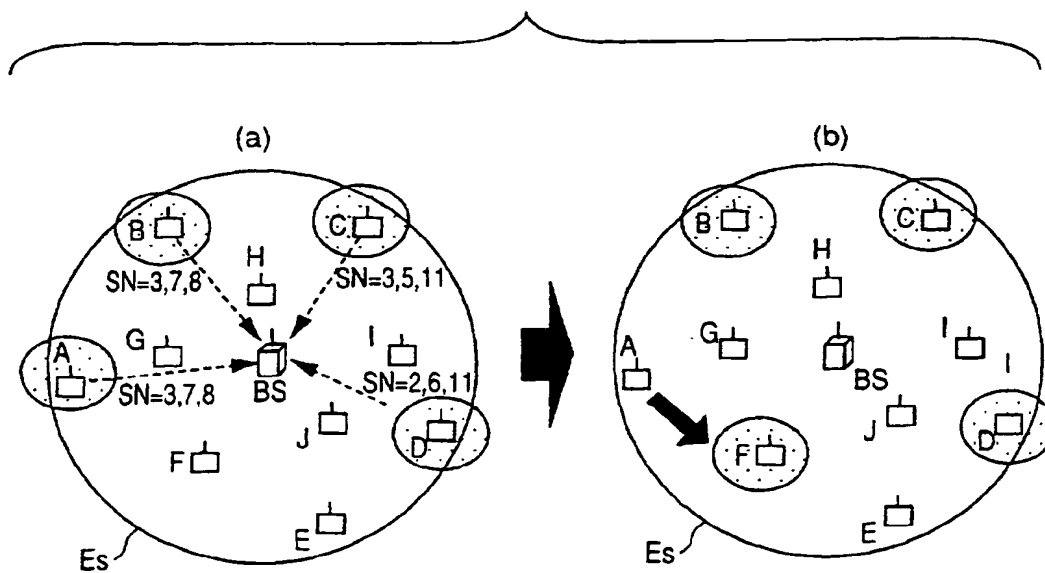 (a)
B
C
H
SN=3,7,8
SN=3,5,11
A
G
I
SN=3,7,8
BS
SN=2,6,11
J
D
F
E
Es
(b)
B
C
H
A
G
I
I
BS
J
D
F
E
Es